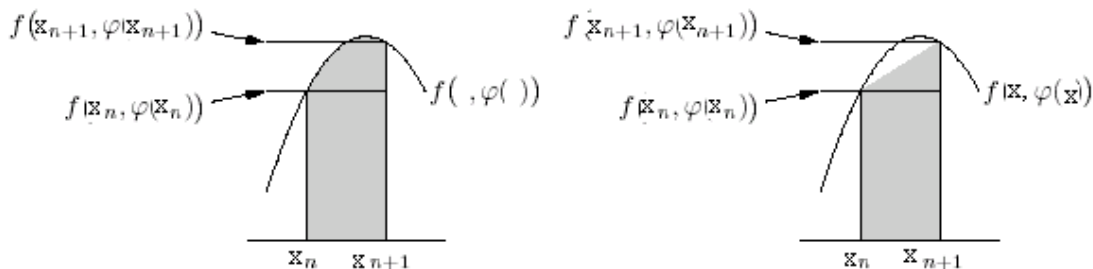 f(x_{n+1}, φ(x_{n+1}))
f(x_n, φ(x_n))
f( , φ( ))
x_n
x_{n+1}
f(x_{n+1}, φ(x_{n+1}))
f(x_n, φ(x_n))
f(x, φ(x))
x_n
x_{n+1}